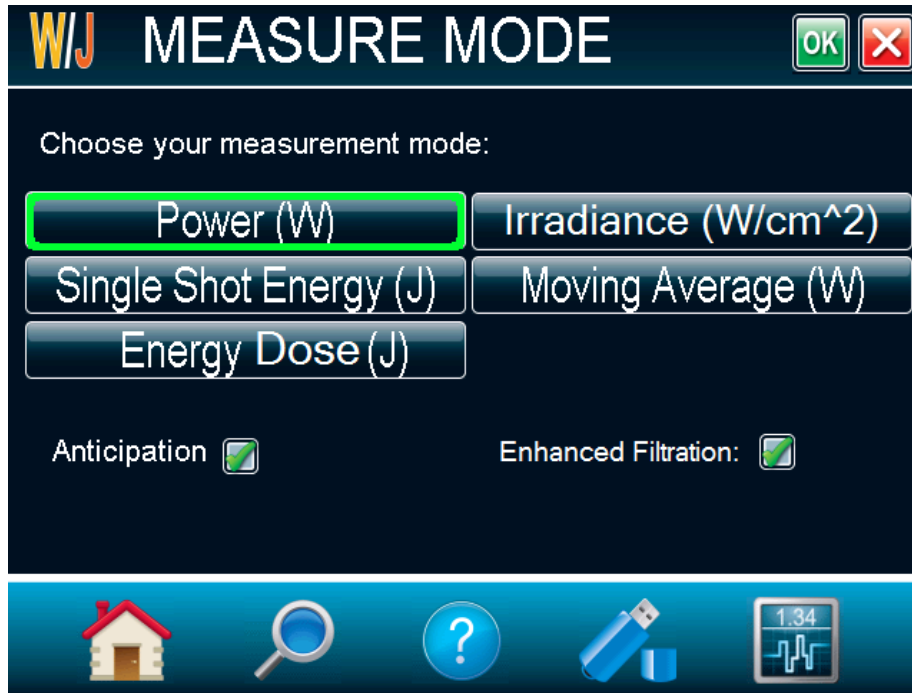 W/J MEASURE MODE OK
Choose your measurement mode:
Power (W) Irradiance (W/cm^2)
Single Shot Energy (J) Moving Average (W)
Energy Dose (J)
Anticipation Enhanced Filtration:
?
1.34